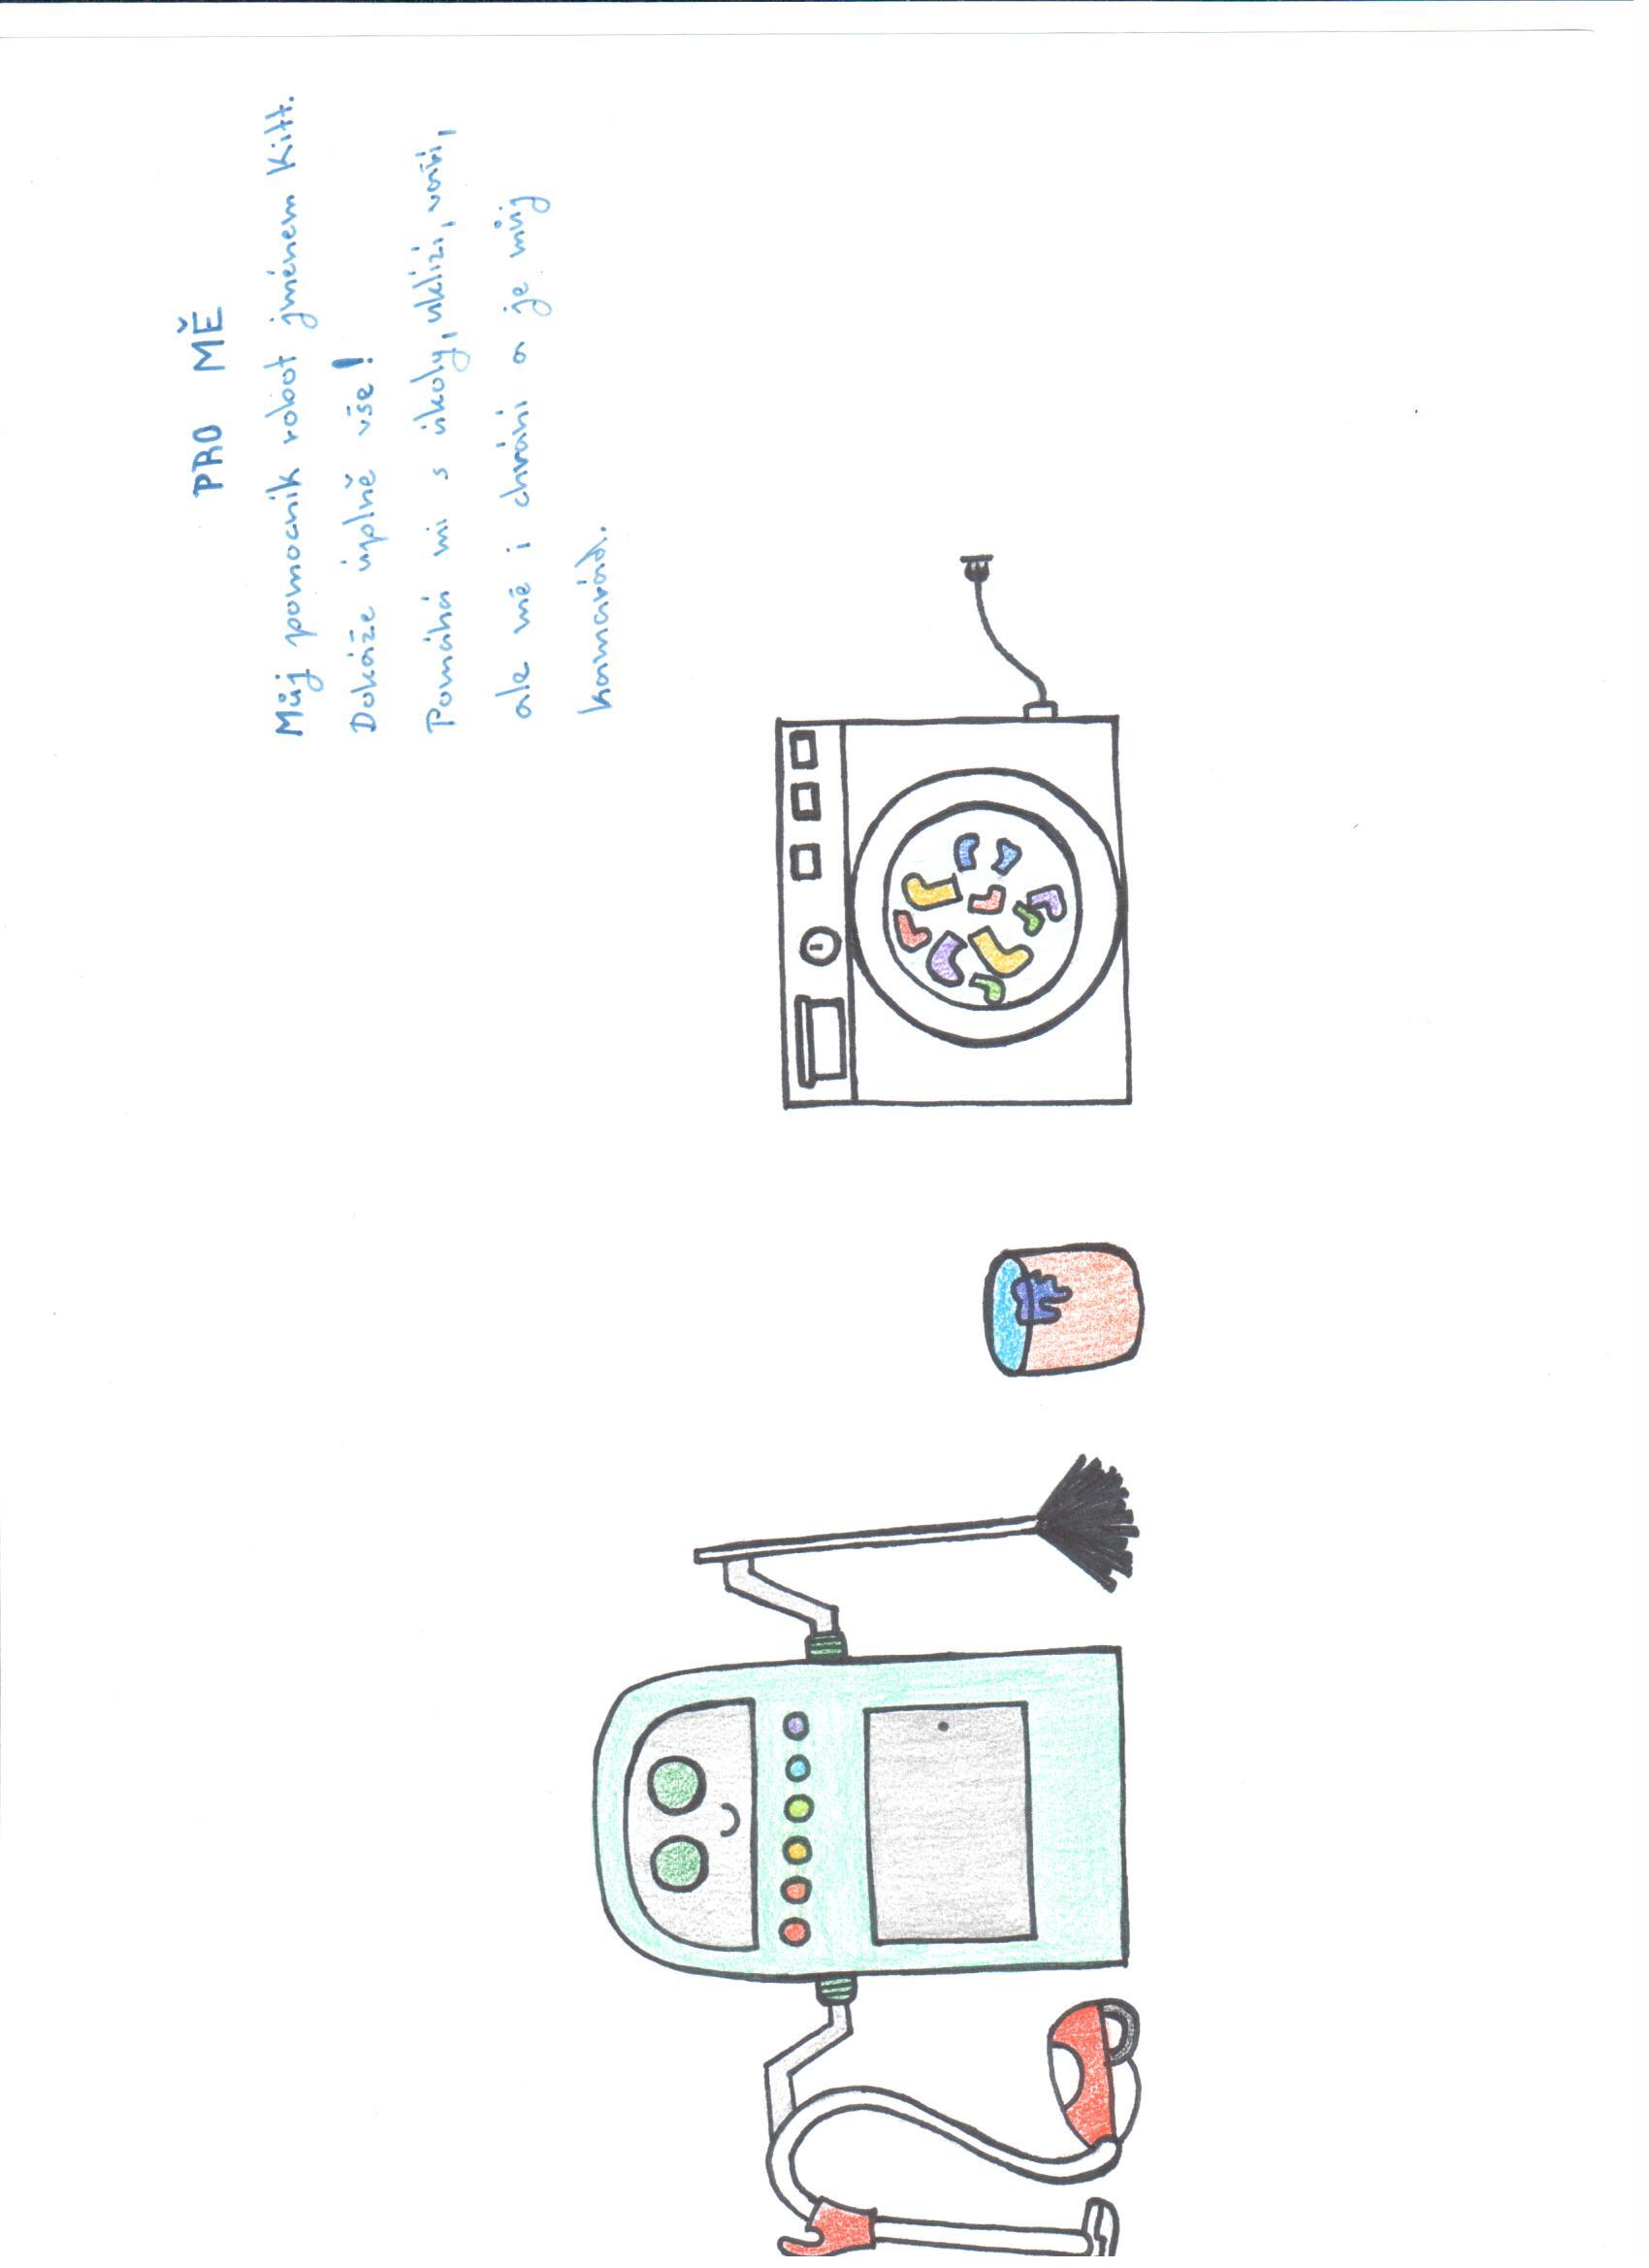 PRO MĚ
Můj pomocník robot jménem Kitt.
Dokáže úplně vše!
Pomáhá mi s úkoly, uklízí, vaří,
ale mě i chrání a je můj
kamarád.